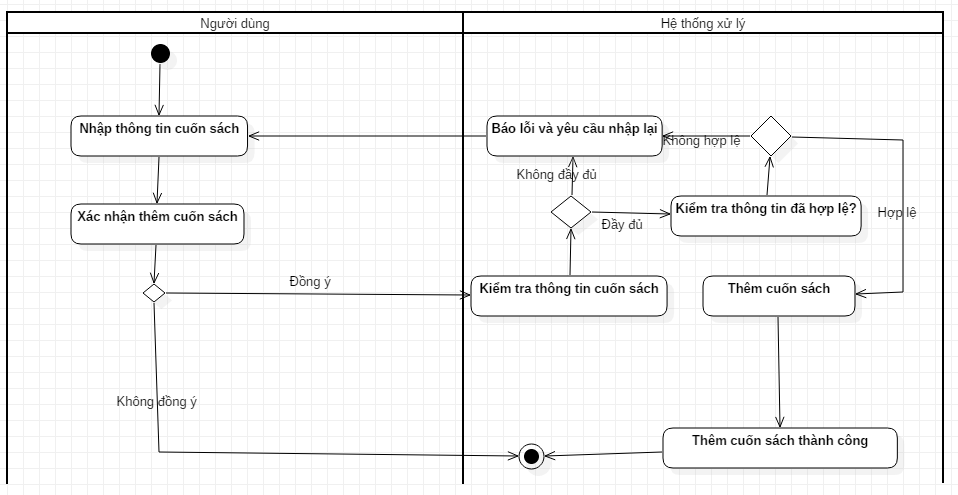 Người dùng
Hệ thống xử lý
Nhập thông tin cuốn sách
Báo lỗi và yêu cầu nhập lại
Không hợp lệ
Không đầy đủ
Xác nhận thêm cuốn sách
Đầy đủ
Kiểm tra thông tin đã hợp lệ?
Hợp lệ
Đồng ý
Kiểm tra thông tin cuốn sách
Thêm cuốn sách
Không đồng ý
Thêm cuốn sách thành công